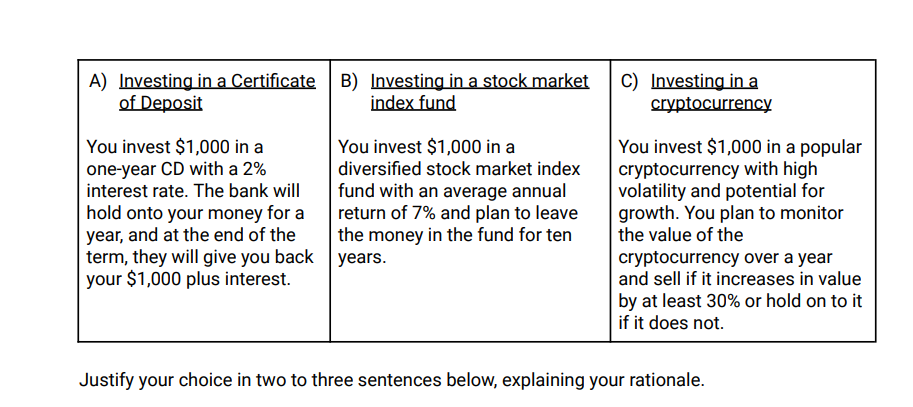 A) Investing in a Certificate
of Deposit
You invest $1,000 in a
one-year CD with a 2%
interest rate. The bank will
hold onto your money for a
year, and at the end of the
term, they will give you back
your $1,000 plus interest.
B) Investing in a stock market
index fund
You invest $1,000 in a
diversified stock market index
fund with an average annual
return of 7% and plan to leave
the money in the fund for ten
years.
C) Investing in a
cryptocurrency
You invest $1,000 in a popular
cryptocurrency with high
volatility and potential for
growth. You plan to monitor
the value of the
cryptocurrency over a year
and sell if it increases in value
by at least 30% or hold on to it
if it does not.
Justify your choice in two to three sentences below, explaining your rationale.